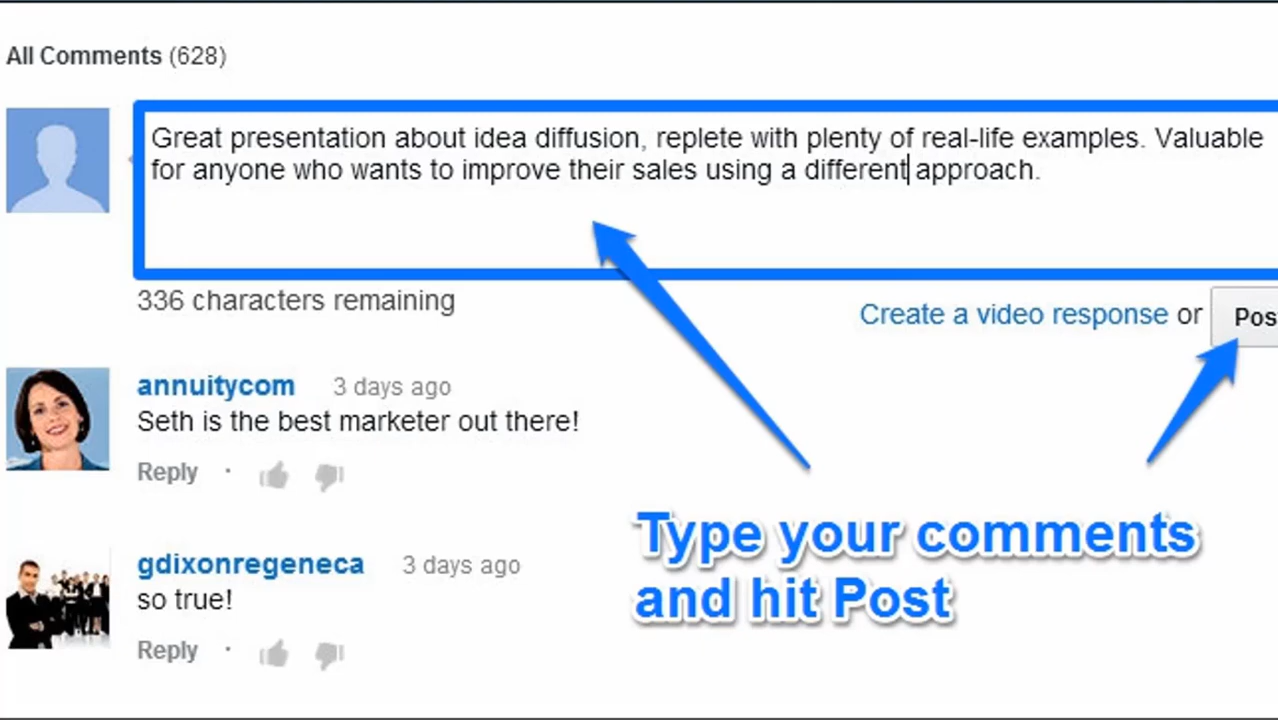 All Comments (628)
Great presentation about idea diffusion, replete with plenty of real-life examples. Valuable
for anyone who wants to improve their sales using a different approach.
336 characters remaining
Create a video response or Pos
annuitycom 3 days ago
Seth is the best marketer out there!
Reply ·
Type your comments
and hit Post
gdixonregeneca 3 days ago
so true!
Reply ·